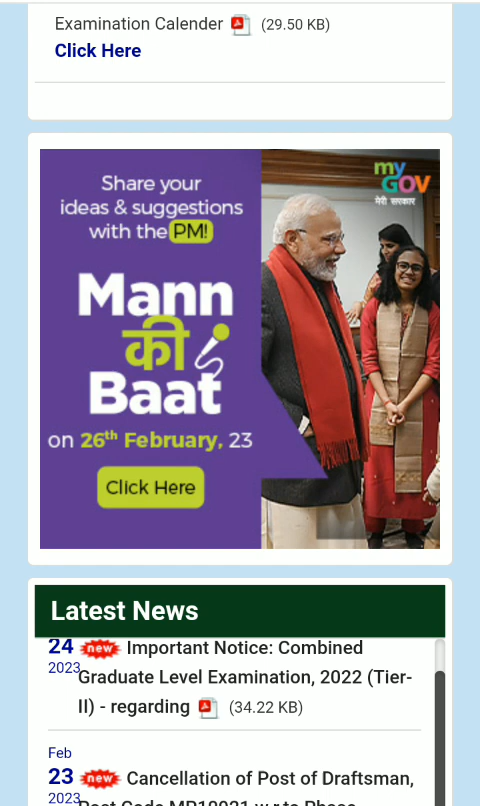 Examination Calender (29.50 KB)
Click Here
my
GOV
मेरी सरकार
Share your
ideas & suggestions
with the PM!
Mann
की
Baat
on 26th February, 23
Click Here
Latest News
24 new Important Notice: Combined
2023 Graduate Level Examination, 2022 (Tier-
II) - regarding (34.22 KB)
Feb
23 new Cancellation of Post of Draftsman,
2023